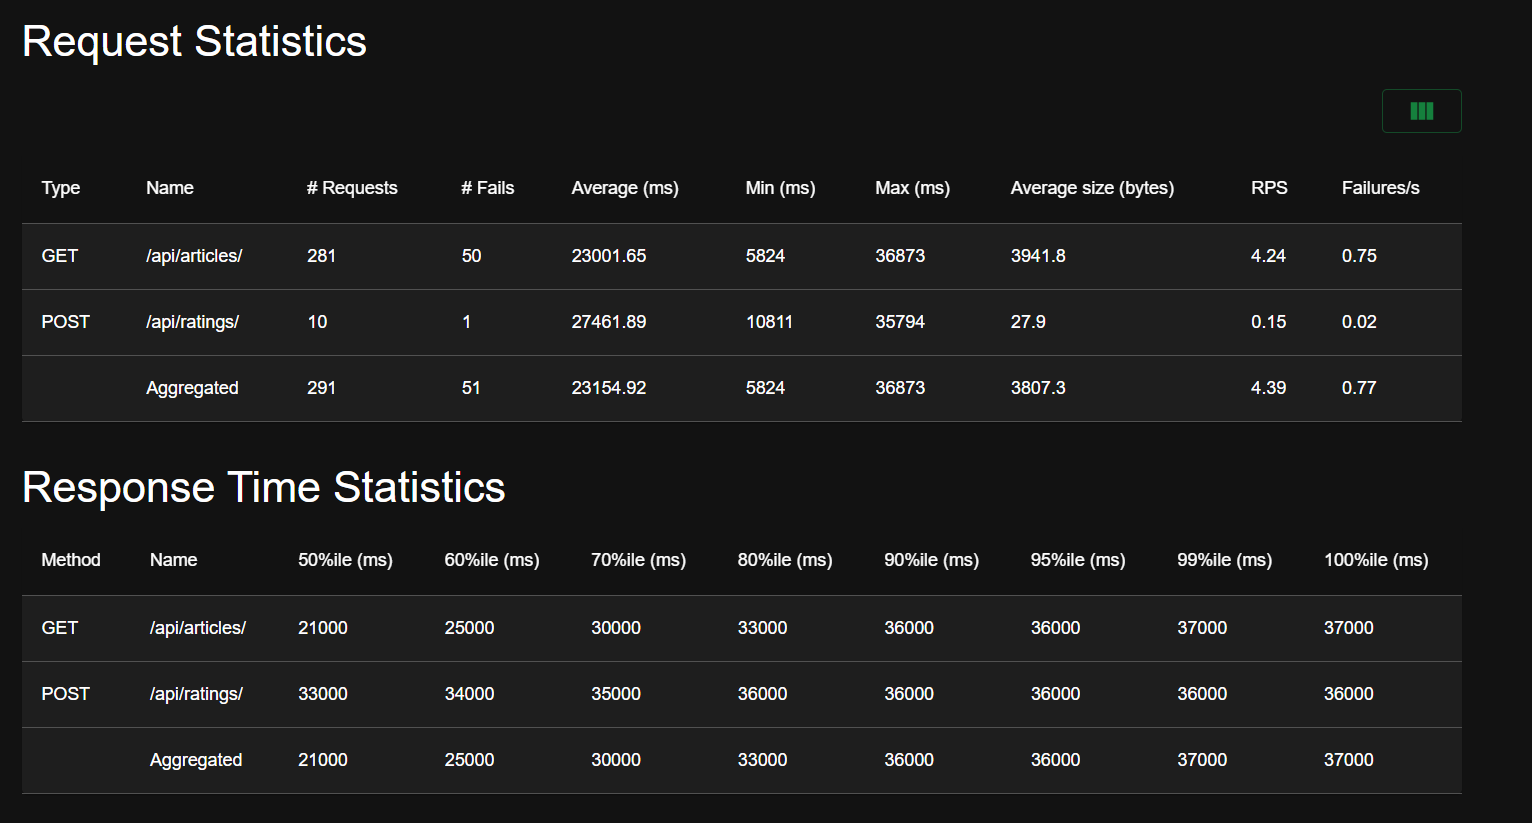 Request Statistics
Type Name # Requests # Fails Average (ms) Min (ms) Max (ms) Average size (bytes) RPS Failures/s
GET /api/articles/ 281 50 23001.65 5824 36873 3941.8 4.24 0.75
POST /api/ratings/ 10 1 27461.89 10811 35794 27.9 0.15 0.02
Aggregated 291 51 23154.92 5824 36873 3807.3 4.39 0.77
Response Time Statistics
Method Name 50%ile (ms) 60%ile (ms) 70%ile (ms) 80%ile (ms) 90%ile (ms) 95%ile (ms) 99%ile (ms) 100%ile (ms)
GET /api/articles/ 21000 25000 30000 33000 36000 36000 37000 37000
POST /api/ratings/ 33000 34000 35000 36000 36000 36000 36000 36000
Aggregated 21000 25000 30000 33000 36000 36000 37000 37000